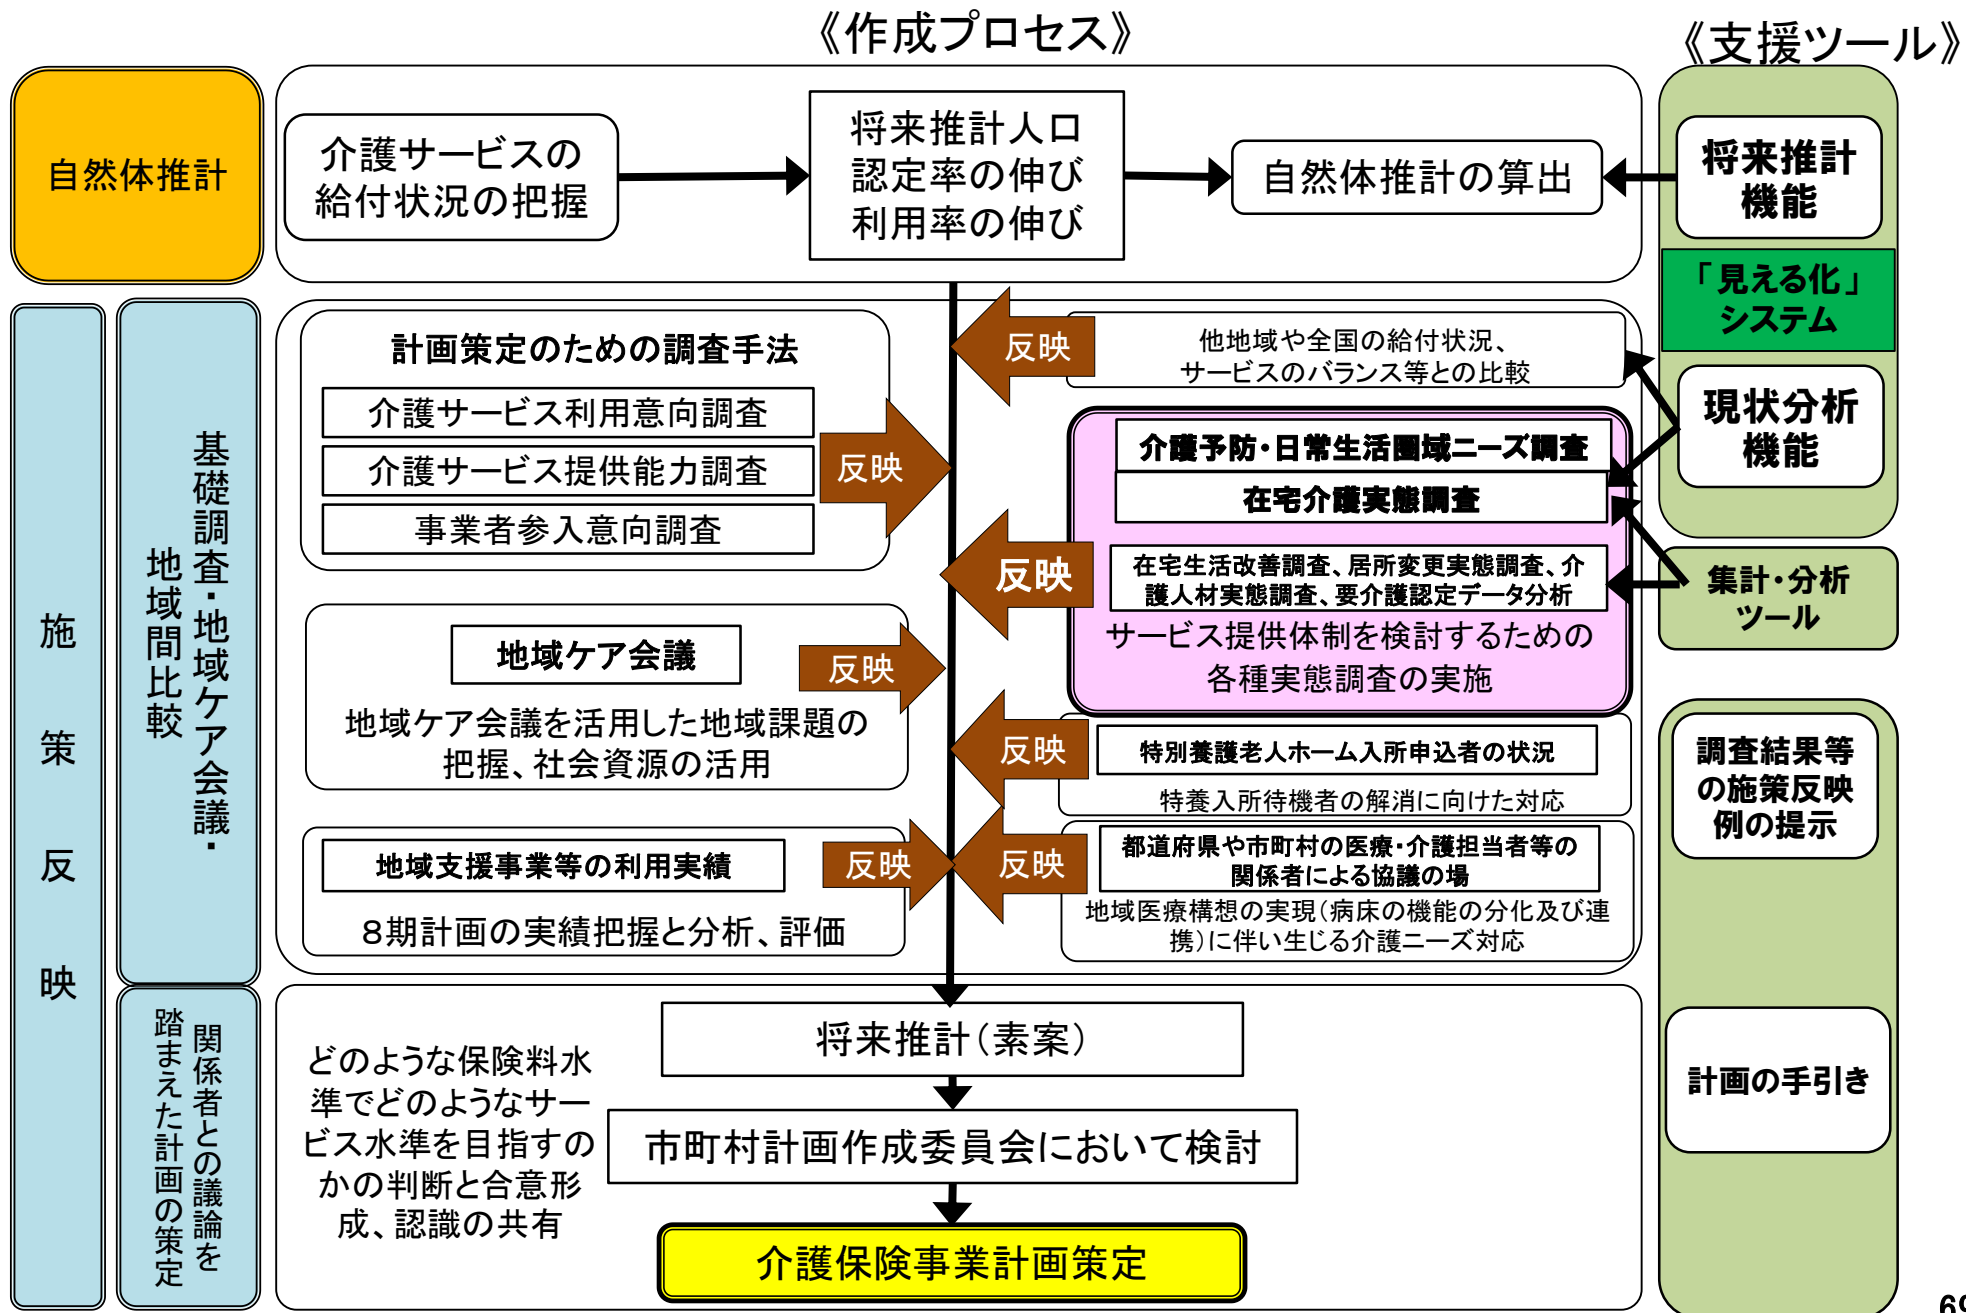 《作成プロセス》
《支援ツール》
自然体推計
介護サービスの
給付状況の把握
将来推計人口
認定率の伸び
利用率の伸び
自然体推計の算出
将来推計
機能
「見える化」
システム
現状分析
機能
集計・分析
ツール
調査結果等
の施策反映
例の提示
計画の手引き
施策反映
基礎調査・地域ケア会議・
地域間比較
計画策定のための調査手法
介護サービス利用意向調査
介護サービス提供能力調査
事業者参入意向調査
反映
反映
他地域や全国の給付状況、
サービスのバランス等との比較
介護予防・日常生活圏域ニーズ調査
在宅介護実態調査
反映
在宅生活改善調査、居所変更実態調査、介
護人材実態調査、要介護認定データ分析
サービス提供体制を検討するための
各種実態調査の実施
地域ケア会議
反映
地域ケア会議を活用した地域課題の
把握、社会資源の活用
反映
特別養護老人ホーム入所申込者の状況
特養入所待機者の解消に向けた対応
地域支援事業等の利用実績
反映
8期計画の実績把握と分析、評価
反映
都道府県や市町村の医療・介護担当者等の
関係者による協議の場
地域医療構想の実現(病床の機能の分化及び連
携)に伴い生じる介護ニーズ対応
関係者との議論を
踏まえた計画の策定
どのような保険料水
準でどのようなサー
ビス水準を目指すの
かの判断と合意形
成、認識の共有
将来推計(素案)
市町村計画作成委員会において検討
介護保険事業計画策定